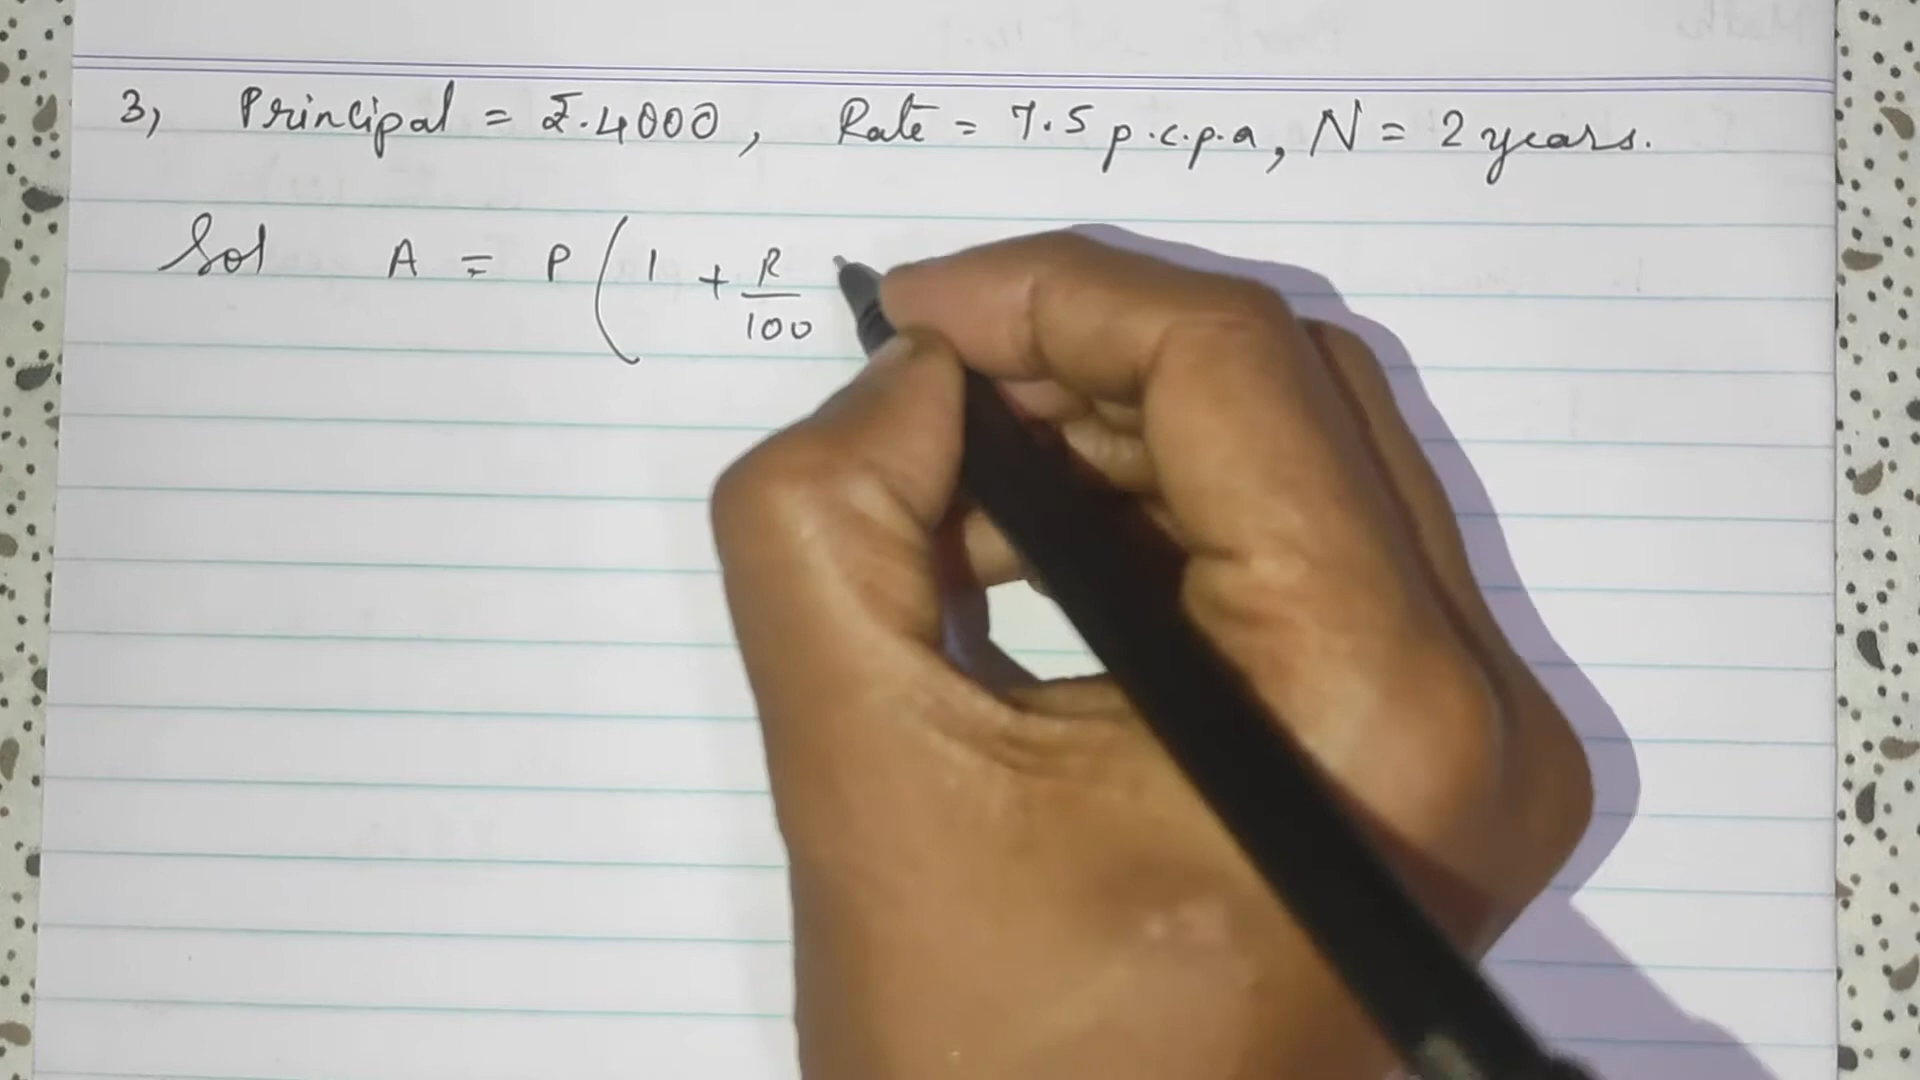 3, Principal = ₹.4000, Rate = 7.5 p.c.p.a, N = 2 years.
Sol A = P ( 1 + R/100